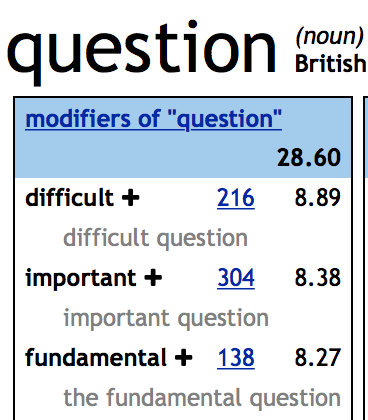 question (noun)
British
modifiers of "question"
28.60
difficult + 216 8.89
difficult question
important + 304 8.38
important question
fundamental + 138 8.27
the fundamental question